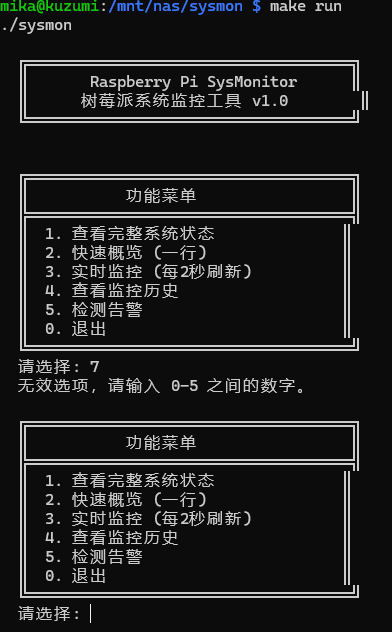 mika@kuzumi:/mnt/nas/sysmon $ make run
./sysmon
Raspberry Pi SysMonitor
树莓派系统监控工具 v1.0
功能菜单
1. 查看完整系统状态
2. 快速概览 (一行)
3. 实时监控 (每2秒刷新)
4. 查看监控历史
5. 检测告警
0. 退出
请选择: 7
无效选项, 请输入 0-5 之间的数字。
功能菜单
1. 查看完整系统状态
2. 快速概览 (一行)
3. 实时监控 (每2秒刷新)
4. 查看监控历史
5. 检测告警
0. 退出
请选择: